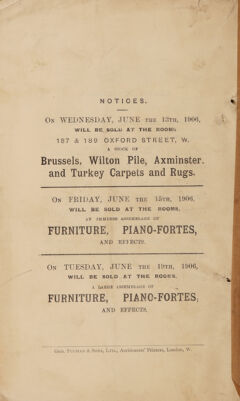 NOTICES.
On WEDNESDAY, JUNE the 13th, 1906,
WILL BE SOLD AT THE ROOMS,
187 & 189 OXFORD STREET, W.
A STOCK OF
Brussels, Wilton Pile, Axminster,
and Turkey Carpets and Rugs.
On FRIDAY, JUNE the 15th, 1906,
WILL BE SOLD AT THE ROOMS,
AN IMMENSE ASSEMBLAGE OF
FURNITURE, PIANO-FORTES,
AND EFFECTS.
On TUESDAY, JUNE the 19th, 1906,
WILL BE SOLD AT THE ROOMS,
A LARGE ASSEMBLAGE OF
FURNITURE, PIANO-FORTES,
AND EFFECTS.
Geo. Pulman & Sons, Ltd., Auctioneers' Printers, London, W.